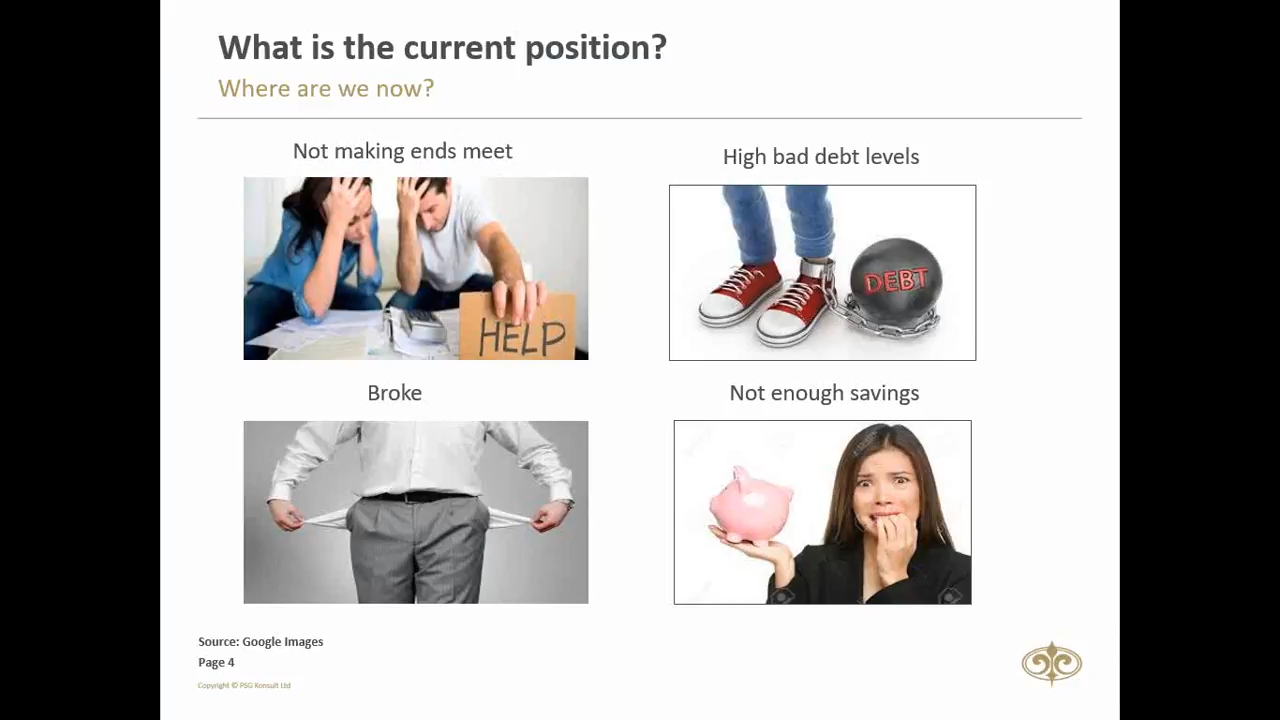 What is the current position?
Where are we now?
Not making ends meet
High bad debt levels
HELP
DEBT
Broke
Not enough savings
Source: Google Images
Page 4
Copyright © PSG Konsult Ltd